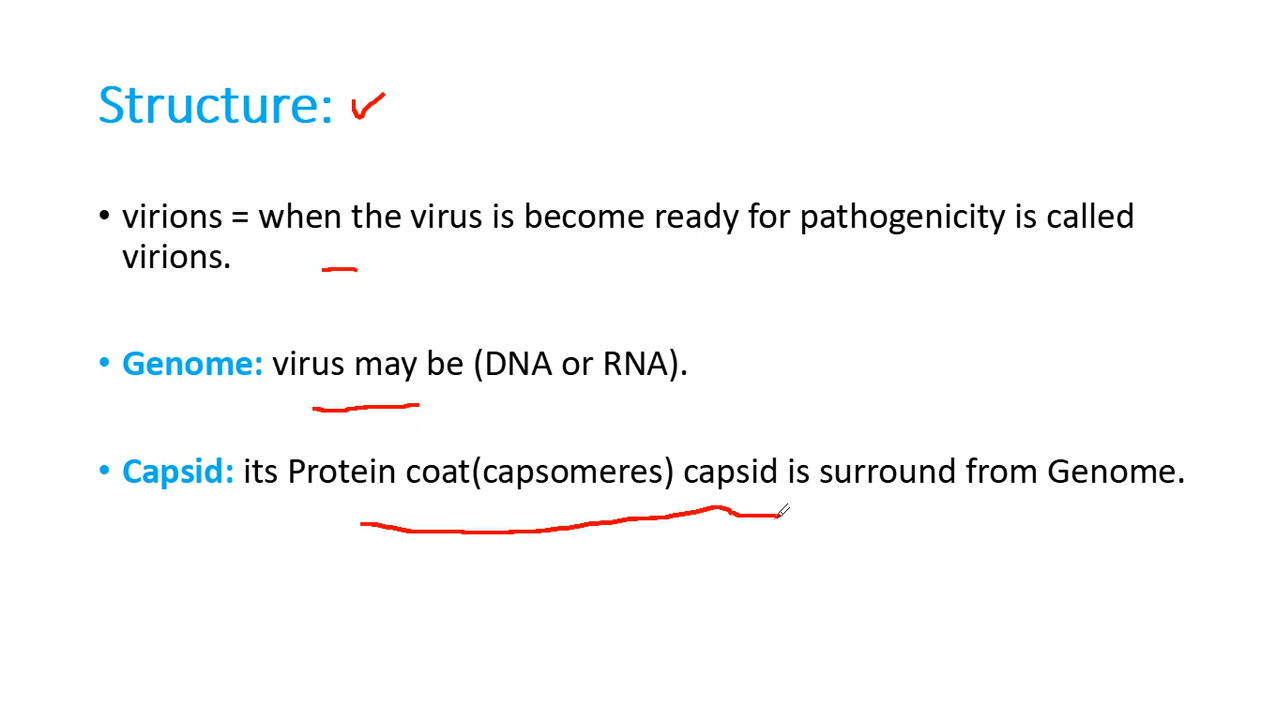 Structure:
• virions = when the virus is become ready for pathogenicity is called
virions.
• Genome: virus may be (DNA or RNA).
• Capsid: its Protein coat(capsomeres) capsid is surround from Genome.